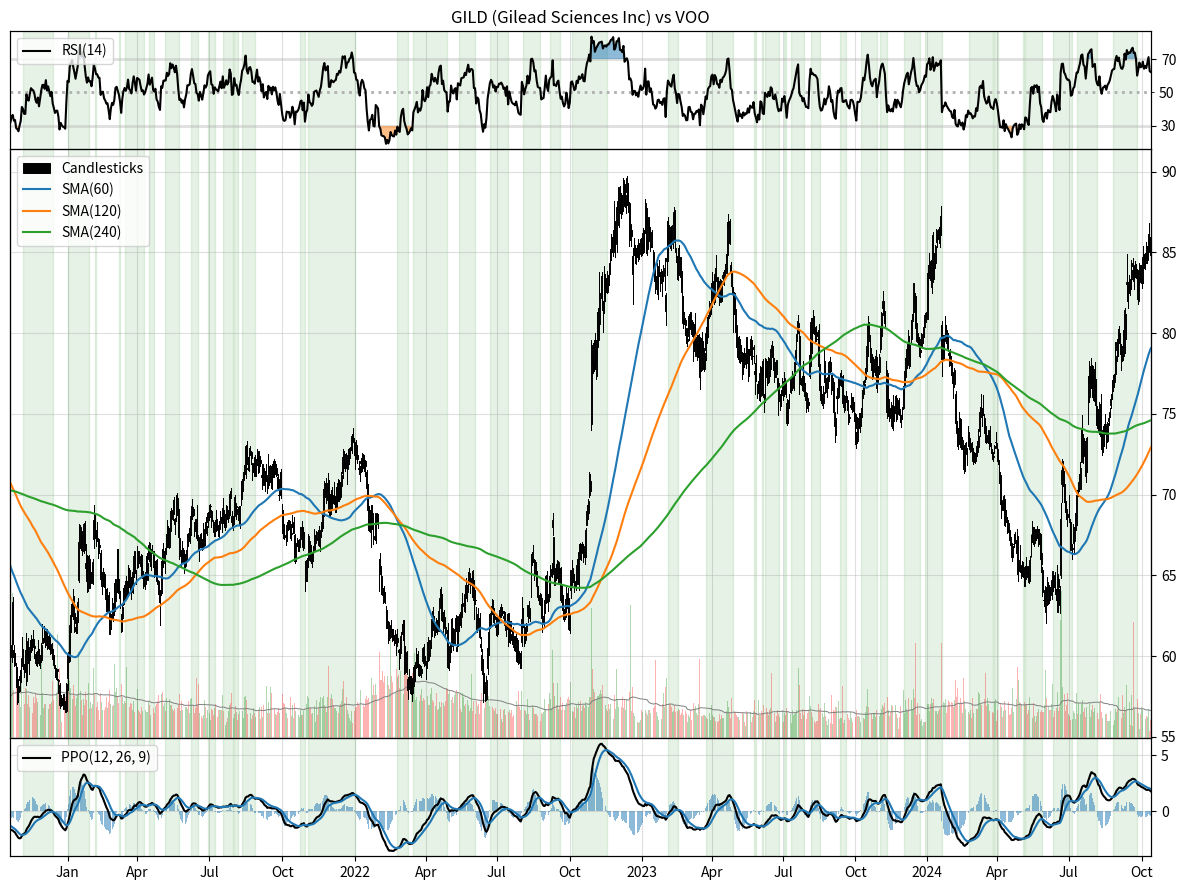 GILD (Gilead Sciences Inc) vs VOO
RSI(14)
70
50
30
Candlesticks
SMA(60)
SMA(120)
SMA(240)
90
85
80
75
70
65
60
55
PPO(12, 26, 9)
5
0
Jan Apr Jul Oct 2022 Apr Jul Oct 2023 Apr Jul Oct 2024 Apr Jul Oct